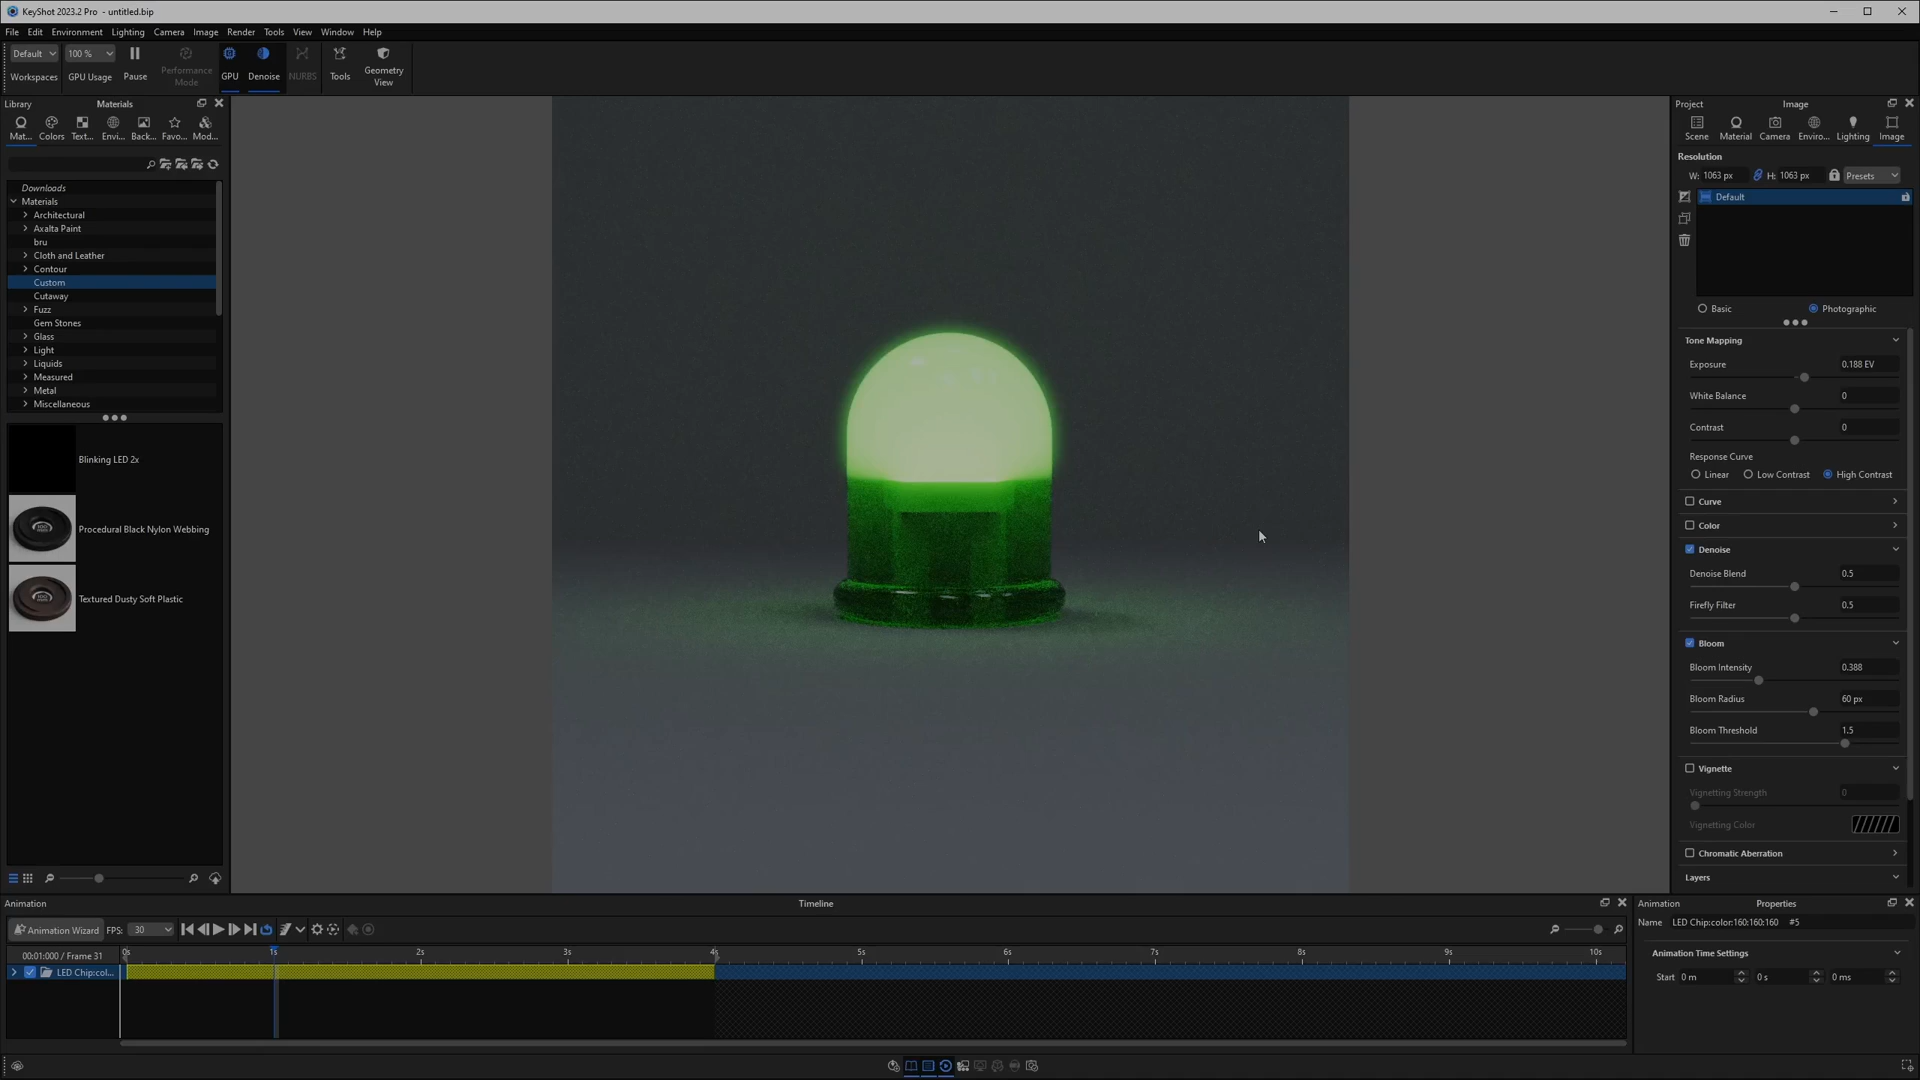 KeyShot 2023.2 Pro - untitled.bip
File Edit Environment Lighting Camera Image Render Tools View Window Help
Default 100 % Pause Performance Mode GPU Denoise NURBS Tools Geometry View
Workspaces GPU Usage
Library Materials
Mat... Colors Text... Envi... Back... Favo... Mod...
Downloads
Materials
Architectural
Axalta Paint
bru
Cloth and Leather
Contour
Custom
Cutaway
Fuzz
Gem Stones
Glass
Light
Liquids
Measured
Metal
Miscellaneous
Blinking LED 2x
Procedural Black Nylon Webbing
Textured Dusty Soft Plastic
Project Image
Scene Material Camera Enviro... Lighting Image
Resolution
W: 1063 px H: 1063 px Presets
Default
Basic Photographic
Tone Mapping
Exposure 0.188 EV
White Balance 0
Contrast 0
Response Curve
Linear Low Contrast High Contrast
Curve
Color
Denoise
Denoise Blend 0.5
Firefly Filter 0.5
Bloom
Bloom Intensity 0.388
Bloom Radius 60 px
Bloom Threshold 1.5
Vignette
Vignetting Strength 0
Vignetting Color
Chromatic Aberration
Layers
Animation Timeline
Animation Wizard FPS: 30
00:01:000 / Frame 31 0s 1s 2s 3s 4s 5s 6s 7s 8s 9s 10s
LED Chip:col...
Animation Properties
Name LED Chip:color:160:160:160 #5
Animation Time Settings
Start 0 m 0 s 0 ms